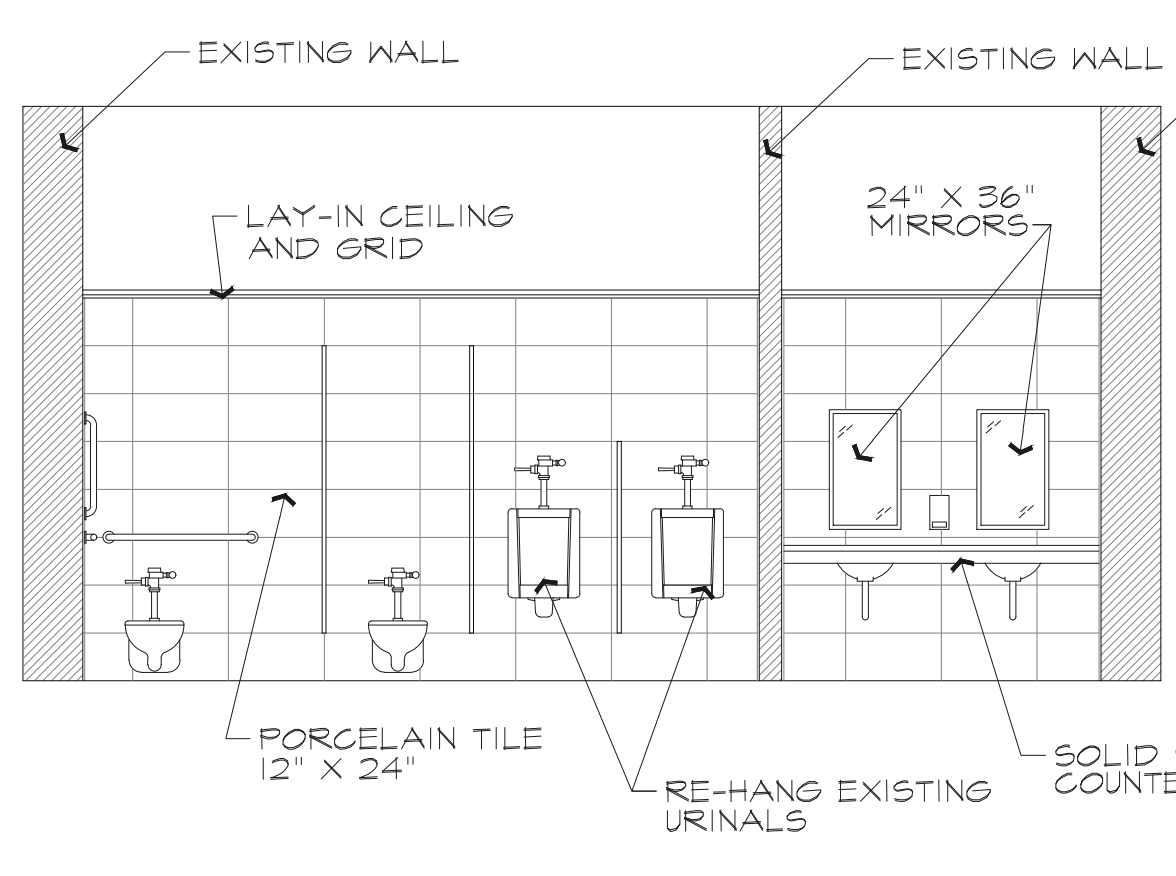 EXISTING WALL
EXISTING WALL
24" X 36"
MIRRORS
LAY-IN CEILING
AND GRID
PORCELAIN TILE
12" X 24"
RE-HANG EXISTING
URINALS
SOLID
COUNTE